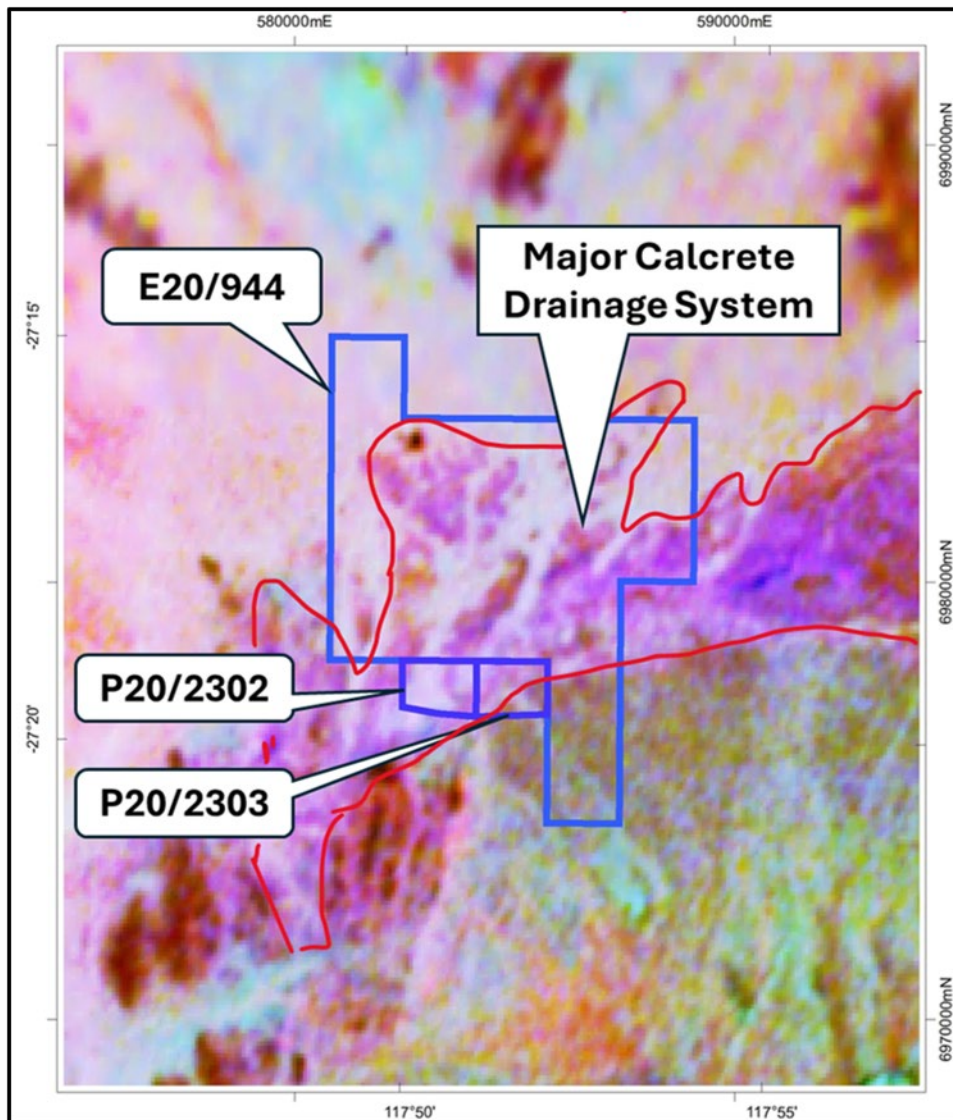 580000mE
590000mE
6990000mN
E20/944
Major Calcrete
Drainage System
-27°15'
6980000mN
P20/2302
-27°20'
P20/2303
6970000mN
117°50'
117°55'